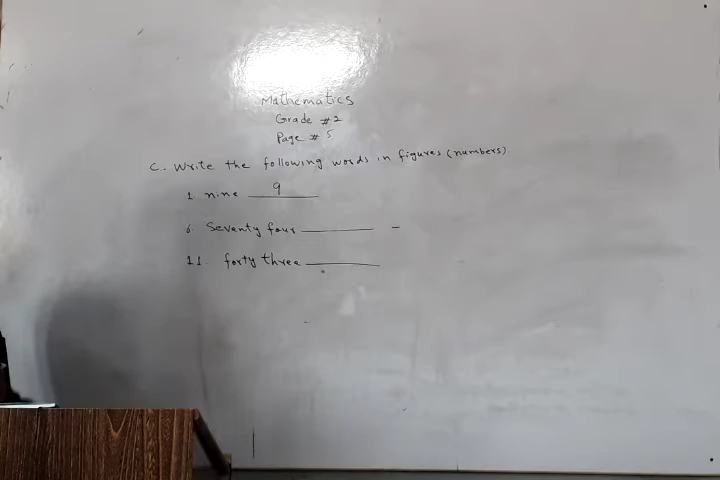 Mathematics
Grade #2
Page # 5
C. Write the following words in figures (numbers)
1 nine 9
6. Seventy four
11. forty three